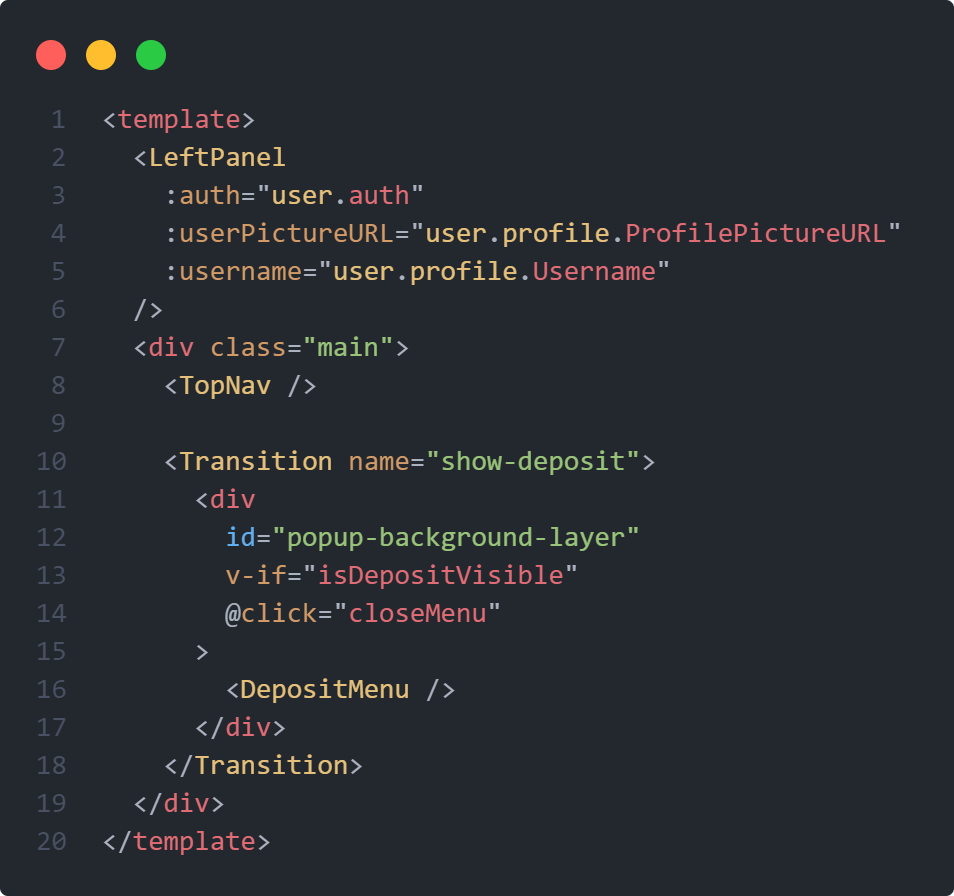 1 <template>
2   <LeftPanel
3     :auth="user.auth"
4     :userPictureURL="user.profile.ProfilePictureURL"
5     :username="user.profile.Username"
6   />
7   <div class="main">
8     <TopNav />
9
10     <Transition name="show-deposit">
11       <div
12         id="popup-background-layer"
13         v-if="isDepositVisible"
14         @click="closeMenu"
15       >
16         <DepositMenu />
17       </div>
18     </Transition>
19   </div>
20 </template>